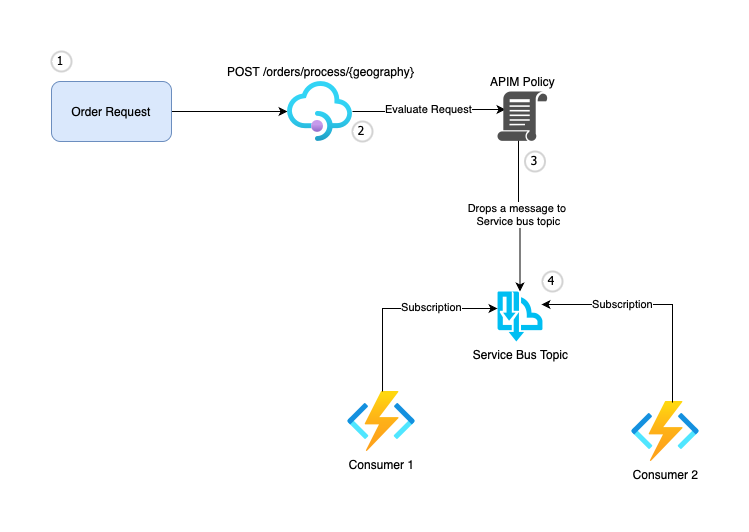 1
POST /orders/process/{geography}
APIM Policy
Order Request
Evaluate Request
2
3
Drops a message to
Service bus topic
4
Subscription
Subscription
Service Bus Topic
Consumer 1
Consumer 2